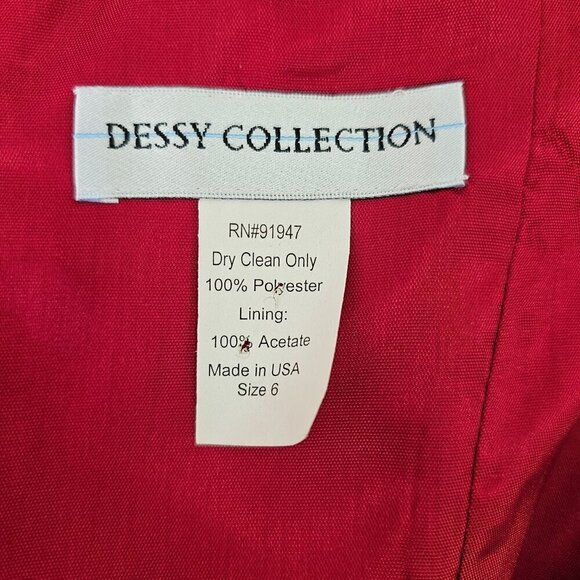 DESSY COLLECTION
RN#91947
Dry Clean Only
100% Polyester
Lining:
100% Acetate
Made in USA
Size 6